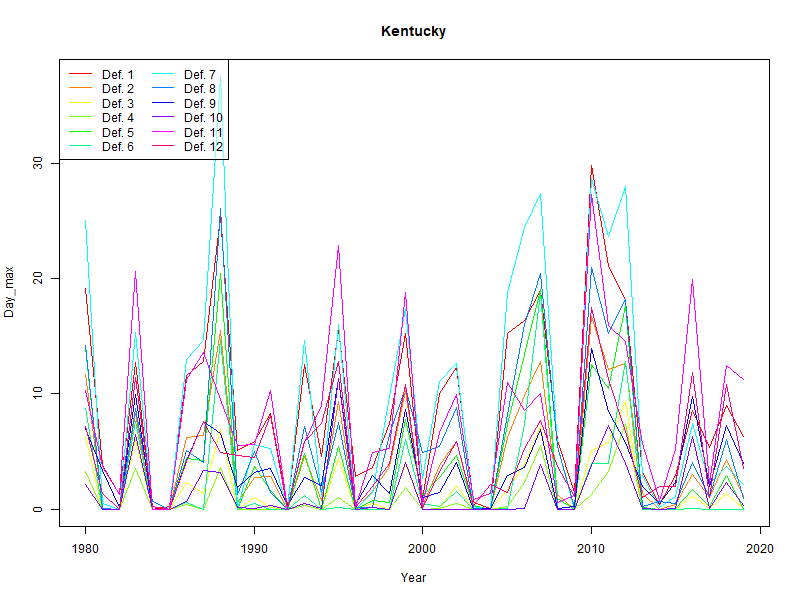 Kentucky
Def. 1 Def. 7
Def. 2 Def. 8
Def. 3 Def. 9
Def. 4 Def. 10
Def. 5 Def. 11
Def. 6 Def. 12
Day_max
30
20
10
0
1980 1990 2000 2010 2020
Year